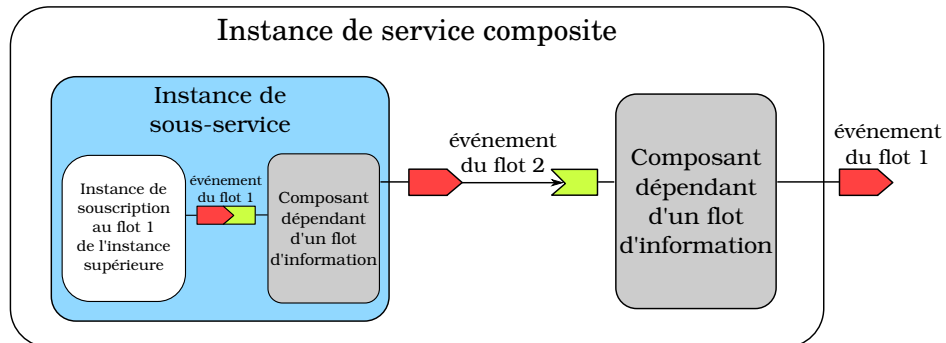 Instance de service composite
Instance de
sous-service
Instance de
souscription
au flot 1
de l'instance
supérieure
événement
du flot 1
Composant
dépendant
d'un flot
d'information
événement
du flot 2
Composant
dépendant
d'un flot
d'information
événement
du flot 1